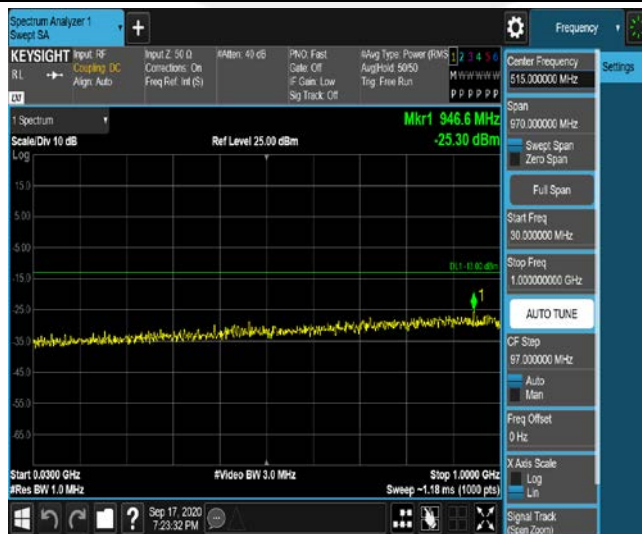 Spectrum Analyzer 1
Swept SA
+
Frequency
KEYSIGHT
RL
Input: RF
Coupling: DC
Align: Auto
Input Z: 50 Ω
Corrections: On
Freq Ref: Int (S)
#Atten: 40 dB
PNO: Fast
Gate: Off
IF Gain: Low
Sig Track: Off
#Avg Type: Power (RMS
Avg|Hold: 50/50
Trig: Free Run
1 2 3 4 5 6
M W W W W W
P P P P P P
1 Spectrum
Scale/Div 10 dB
Log
Ref Level 25.00 dBm
Mkr1 946.6 MHz
-25.30 dBm
15.0
5.00
-5.00
-15.0
-25.0
-35.0
-45.0
-55.0
-65.0
DL1 -13.00 dBm
1
Start 0.0300 GHz
#Res BW 1.0 MHz
#Video BW 3.0 MHz
Stop 1.0000 GHz
Sweep ~1.18 ms (1000 pts)
Sep 17, 2020
7:23:32 PM
Center Frequency
515.000000 MHz
Settings
Span
970.000000 MHz
Swept Span
Zero Span
Full Span
Start Freq
30.000000 MHz
Stop Freq
1.000000000 GHz
AUTO TUNE
CF Step
97.000000 MHz
Auto
Man
Freq Offset
0 Hz
X Axis Scale
Log
Lin
Signal Track
(Span Zoom)